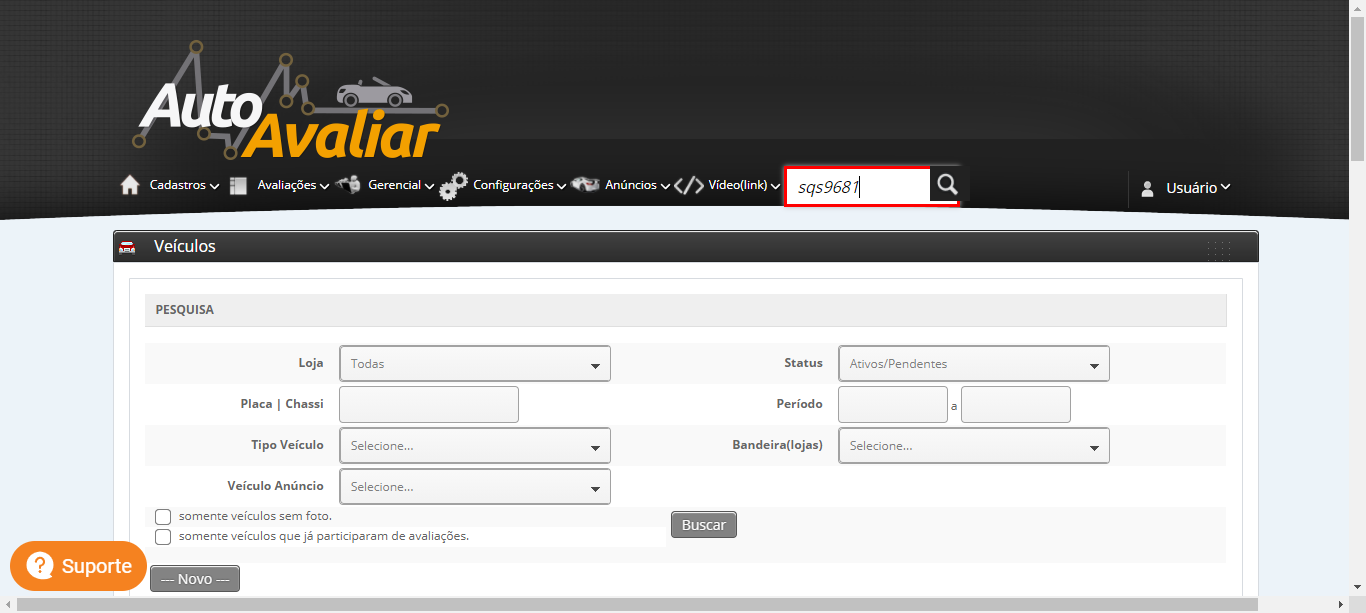 Auto
Avaliar
Cadastros Avaliações Gerencial Configurações Anúncios Vídeo(link) sqs9681 Usuário
Veículos
PESQUISA
Loja Todas Status Ativos/Pendentes
Placa | Chassi Período a
Tipo Veículo Selecione... Bandeira(lojas) Selecione...
Veículo Anúncio Selecione...
somente veículos sem foto.
Buscar
somente veículos que já participaram de avaliações.
? Suporte
--- Novo ---